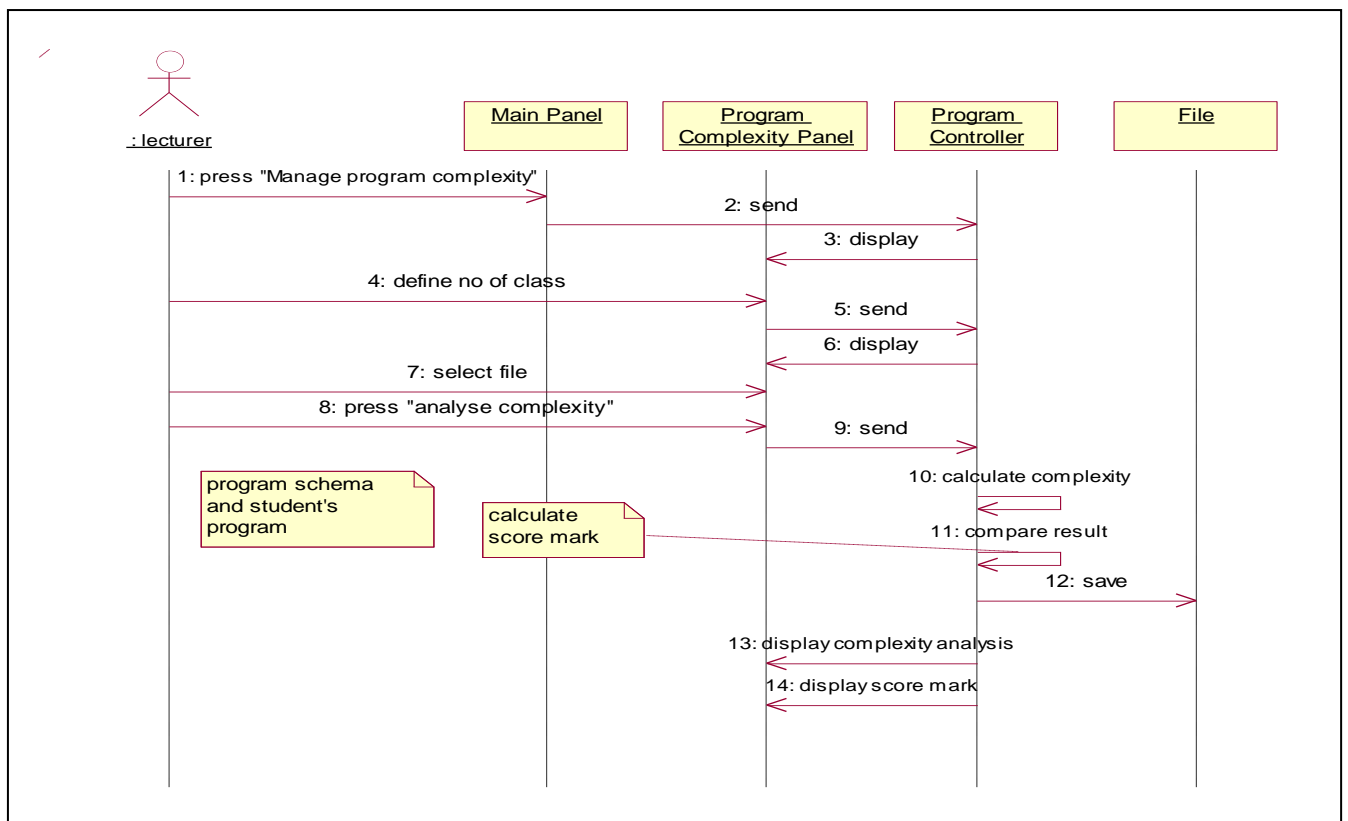 : lecturer
Main Panel
Program
Complexity Panel
Program
Controller
File
1: press "Manage program complexity"
2: send
3: display
4: define no of class
5: send
6: display
7: select file
8: press "analyse complexity"
9: send
program schema
and student's
program
calculate
score mark
10: calculate complexity
11: compare result
12: save
13: display complexity analysis
14: display score mark